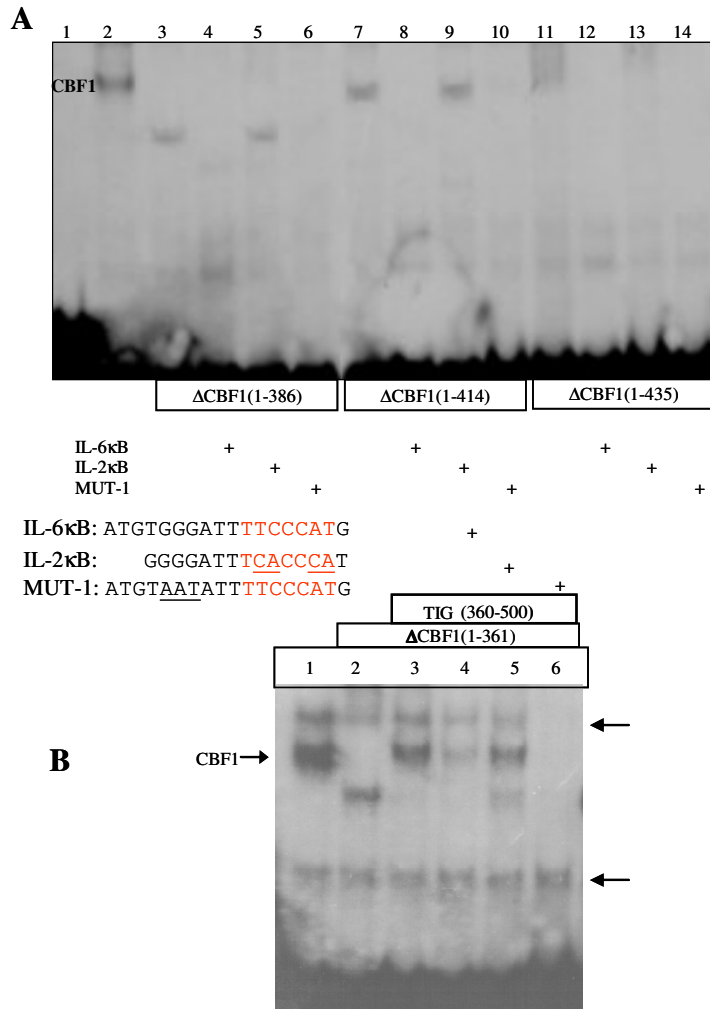 A
1 2 3 4 5 6 7 8 9 10 11 12 13 14
CBF1
ΔCBF1(1-386) ΔCBF1(1-414) ΔCBF1(1-435)
IL-6κB + + +
IL-2κB + + +
MUT-1 + + +
IL-6κB: ATGTGGGATTTTCCCATG +
IL-2κB: GGGGATTTCACCCAT +
MUT-1: ATGTAATATTTTCCCATG +
TIG (360-500)
ΔCBF1(1-361)
1 2 3 4 5 6
B
CBF1